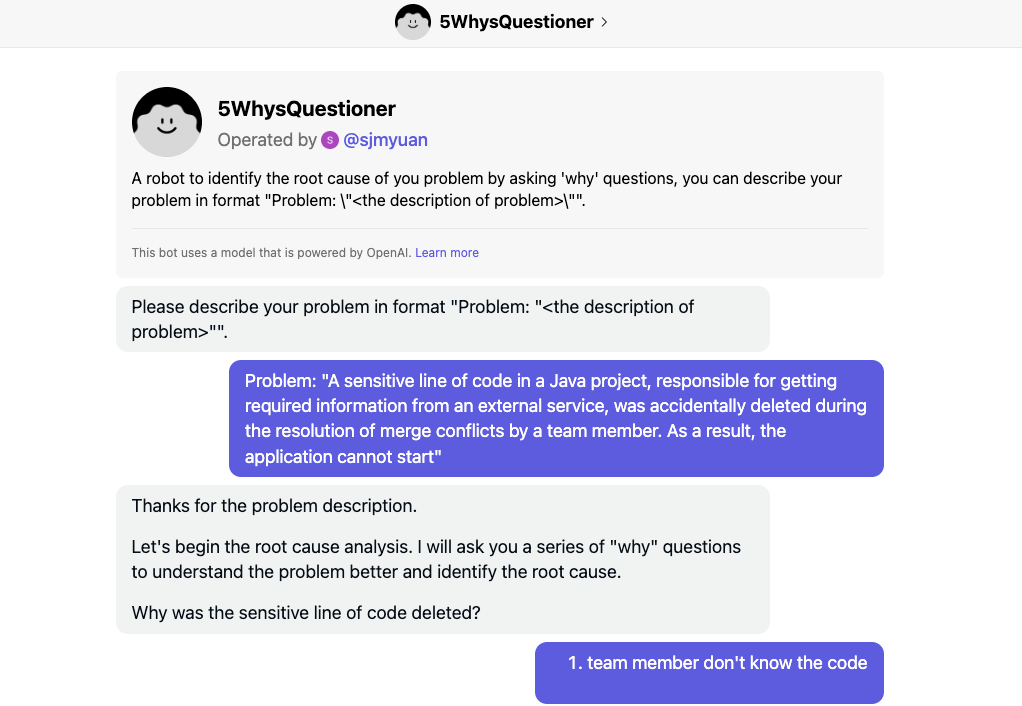 5WhysQuestioner
5WhysQuestioner
Operated by S @sjmyuan
A robot to identify the root cause of you problem by asking 'why' questions, you can describe your
problem in format "Problem: \"<the description of problem>\"".
This bot uses a model that is powered by OpenAI. Learn more
Please describe your problem in format "Problem: "<the description of
problem>"".
Problem: "A sensitive line of code in a Java project, responsible for getting
required information from an external service, was accidentally deleted during
the resolution of merge conflicts by a team member. As a result, the
application cannot start"
Thanks for the problem description.
Let's begin the root cause analysis. I will ask you a series of "why" questions
to understand the problem better and identify the root cause.
Why was the sensitive line of code deleted?
1. team member don't know the code